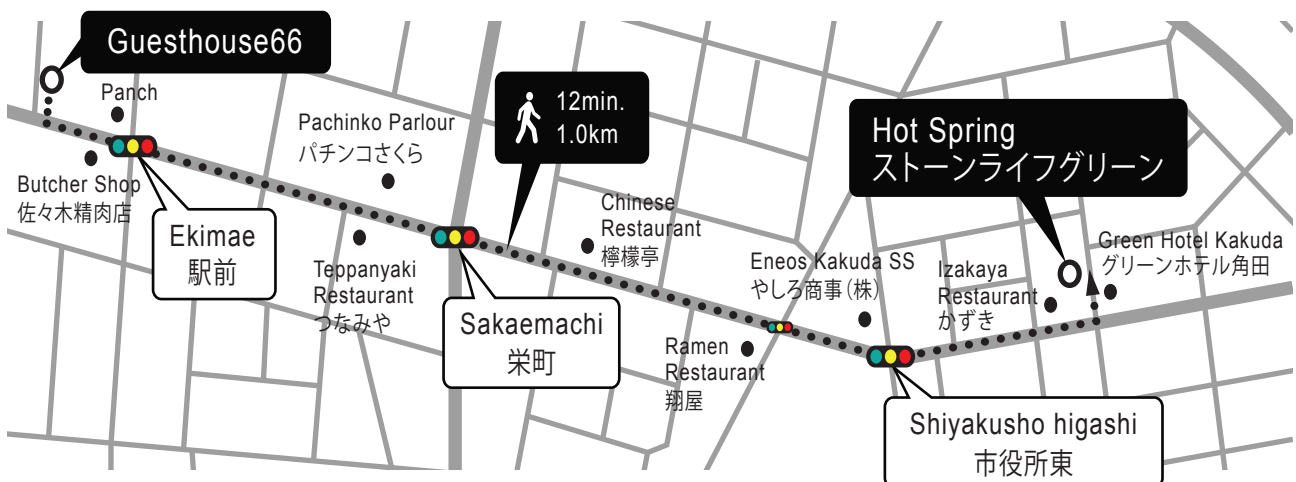 Guesthouse66
Panch
Butcher Shop
佐々木精肉店
Ekimae
駅前
Pachinko Parlour
パチンコさくら
Teppanyaki
Restaurant
つなみや
12min.
1.0km
Sakaemachi
栄町
Chinese
Restaurant
檸檬亭
Ramen
Restaurant
翔屋
Eneos Kakuda SS
やしろ商事(株)
Shiyakusho higashi
市役所東
Hot Spring
ストーンライフグリーン
Izakaya
Restaurant
かずき
Green Hotel Kakuda
グリーンホテル角田